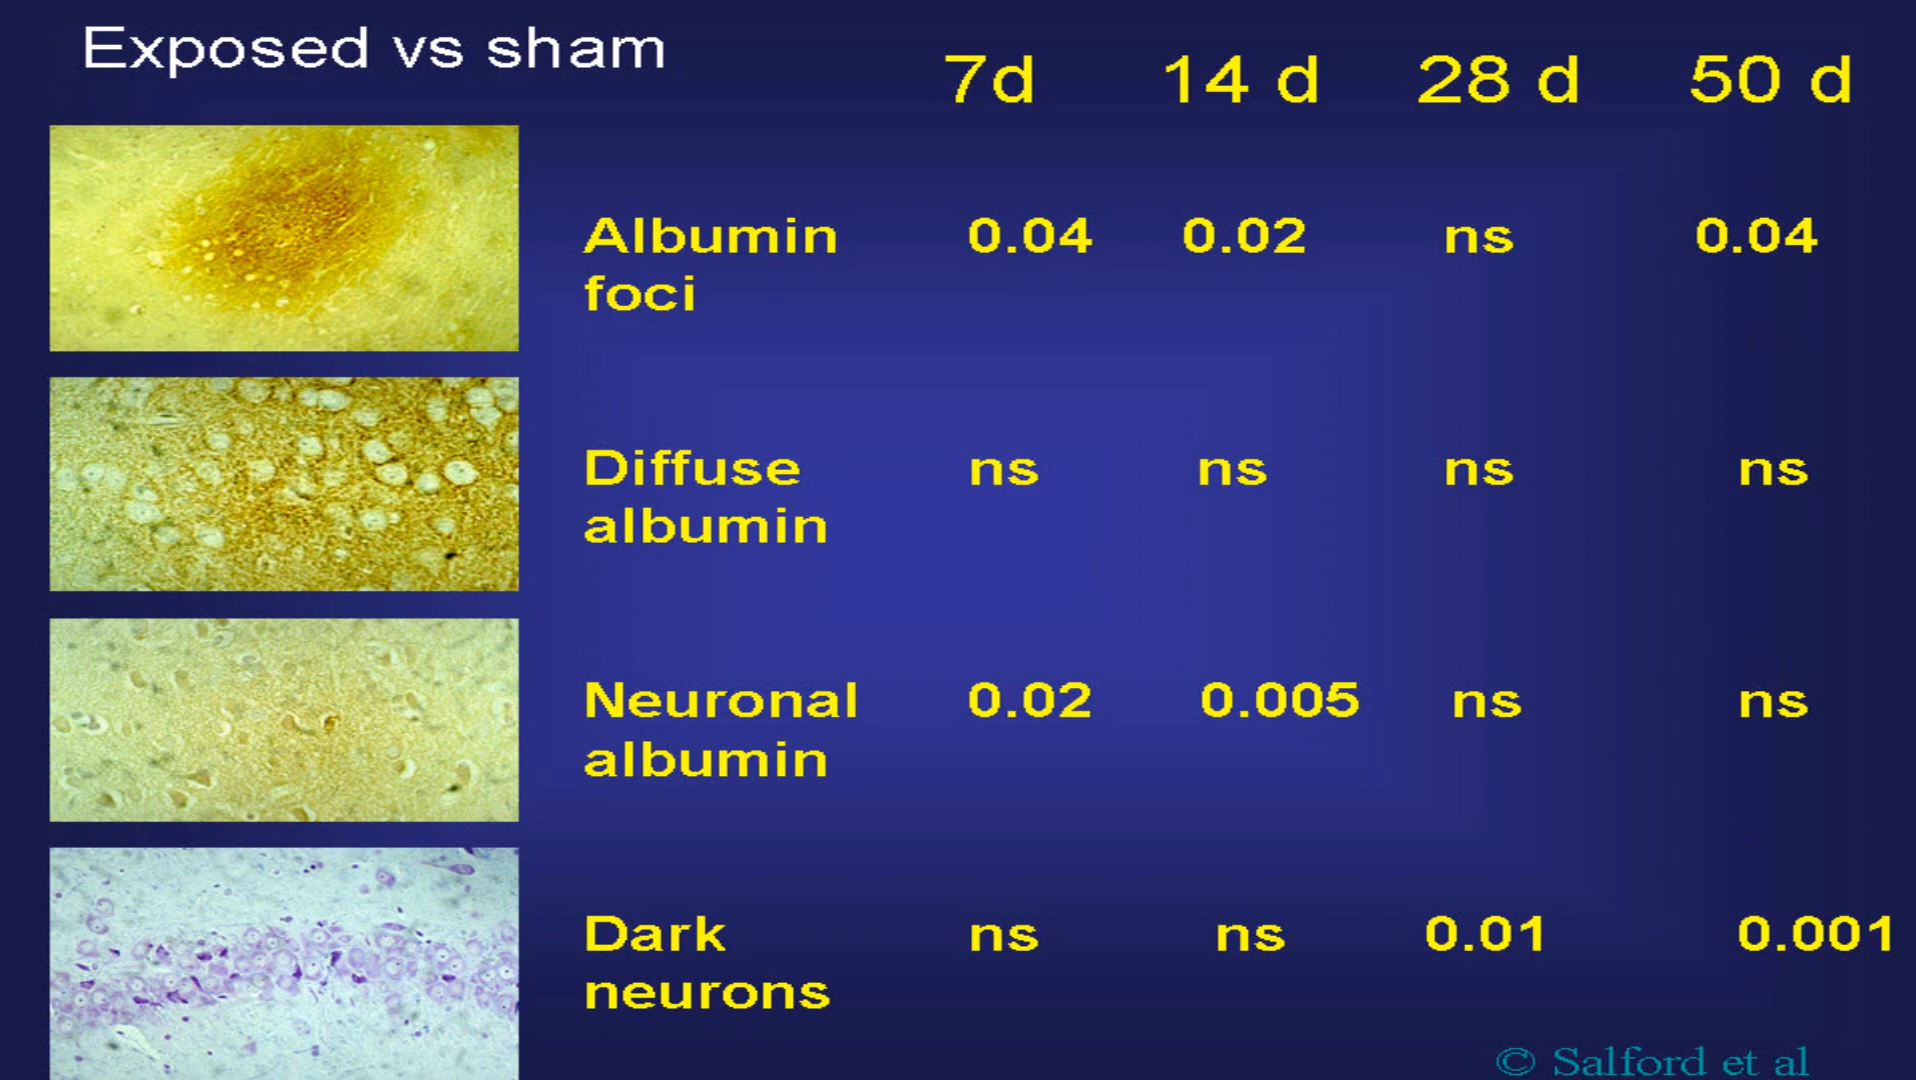 Exposed vs sham
7d 14 d 28 d 50 d
Albumin foci 0.04 0.02 ns 0.04
Diffuse albumin ns ns ns ns
Neuronal albumin 0.02 0.005 ns ns
Dark neurons ns ns 0.01 0.001
© Salford et al